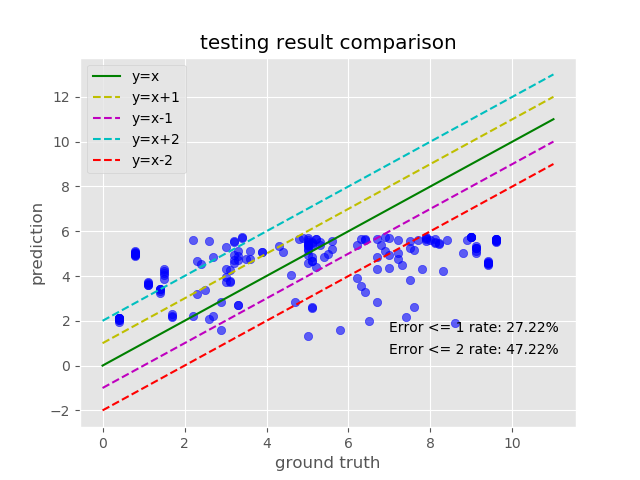 testing result comparison
y=x
y=x+1
y=x-1
y=x+2
y=x-2
12
10
8
6
4
2
0
−2
prediction
Error <= 1 rate: 27.22%
Error <= 2 rate: 47.22%
0 2 4 6 8 10
ground truth